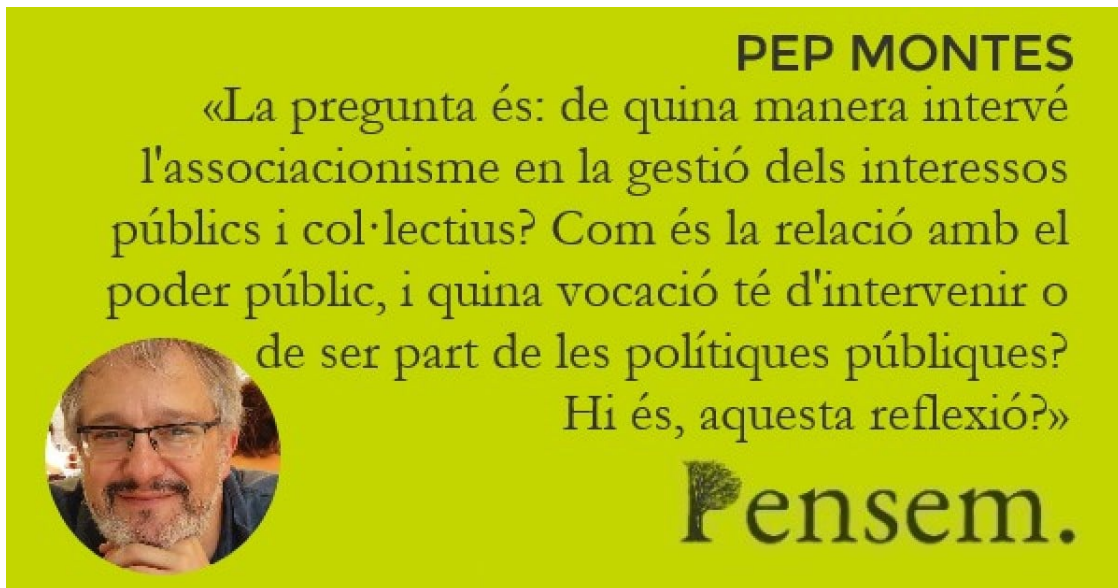 PEP MONTES
«La pregunta és: de quina manera intervé
l'associacionisme en la gestió dels interessos
públics i col·lectius? Com és la relació amb el
poder públic, i quina vocació té d'intervenir o
de ser part de les polítiques públiques?
Hi és, aquesta reflexió?»
Pensem.